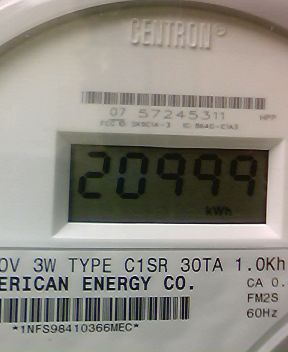 CENTRON®
07 57245311 HPP
20999
kWh
0V 3W TYPE C1SR 30TA 1.0Kh
ERICAN ENERGY CO. CA 0.
FM2S
60Hz
*1NFS98410366MEC*